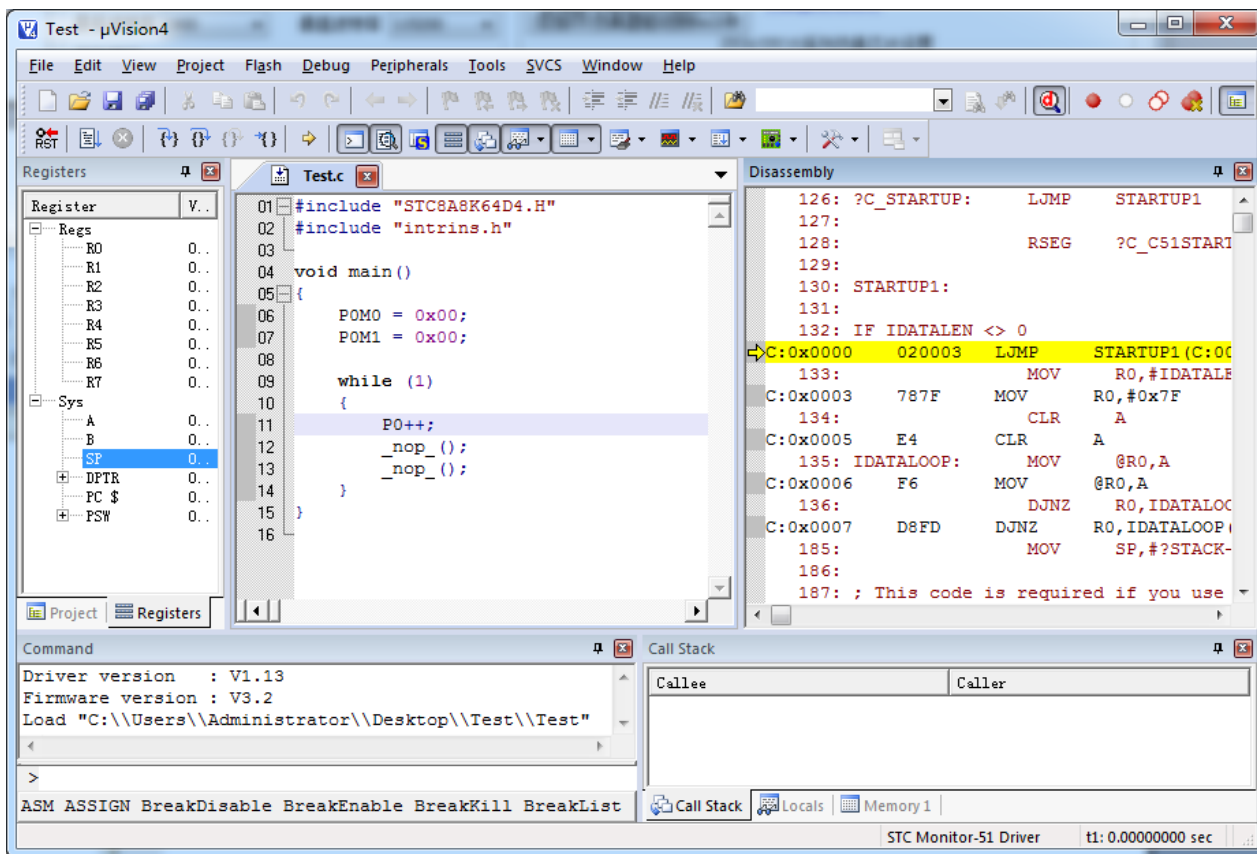 Test - µVision4
File Edit View Project Flash Debug Peripherals Tools SVCS Window Help
RST
Registers
Register V..
Regs
R0 0..
R1 0..
R2 0..
R3 0..
R4 0..
R5 0..
R6 0..
R7 0..
Sys
A 0..
B 0..
SP 0..
DPTR 0..
PC $ 0..
PSW 0..
Project Registers
Test.c
01 #include "STC8A8K64D4.H"
02 #include "intrins.h"
03
04 void main()
05 {
06 P0M0 = 0x00;
07 P0M1 = 0x00;
08
09 while (1)
10 {
11 P0++;
12 _nop_();
13 _nop_();
14 }
15 }
16
Disassembly
126: ?C_STARTUP: LJMP STARTUP1
127:
128: RSEG ?C_C51START
129:
130: STARTUP1:
131:
132: IF IDATALEN <> 0
C:0x0000 020003 LJMP STARTUP1(C:00
133: MOV R0,#IDATALE
C:0x0003 787F MOV R0,#0x7F
134: CLR A
C:0x0005 E4 CLR A
135: IDATALOOP: MOV @R0,A
C:0x0006 F6 MOV @R0,A
136: DJNZ R0,IDATALOO
C:0x0007 D8FD DJNZ R0,IDATALOOP(
185: MOV SP,#?STACK-
186:
187: ; This code is required if you use
Command
Driver version : V1.13
Firmware version : V3.2
Load "C:\\Users\\Administrator\\Desktop\\Test\\Test"
>
ASM ASSIGN BreakDisable BreakEnable BreakKill BreakList
Call Stack
Callee Caller
Call Stack Locals Memory 1
STC Monitor-51 Driver t1: 0.00000000 sec